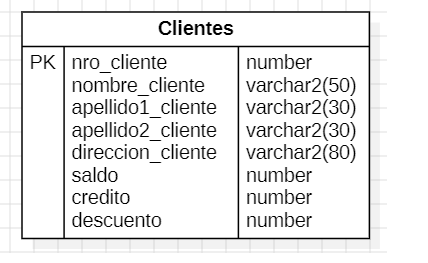 Clientes
PK nro_cliente number
nombre_cliente varchar2(50)
apellido1_cliente varchar2(30)
apellido2_cliente varchar2(30)
direccion_cliente varchar2(80)
saldo number
credito number
descuento number